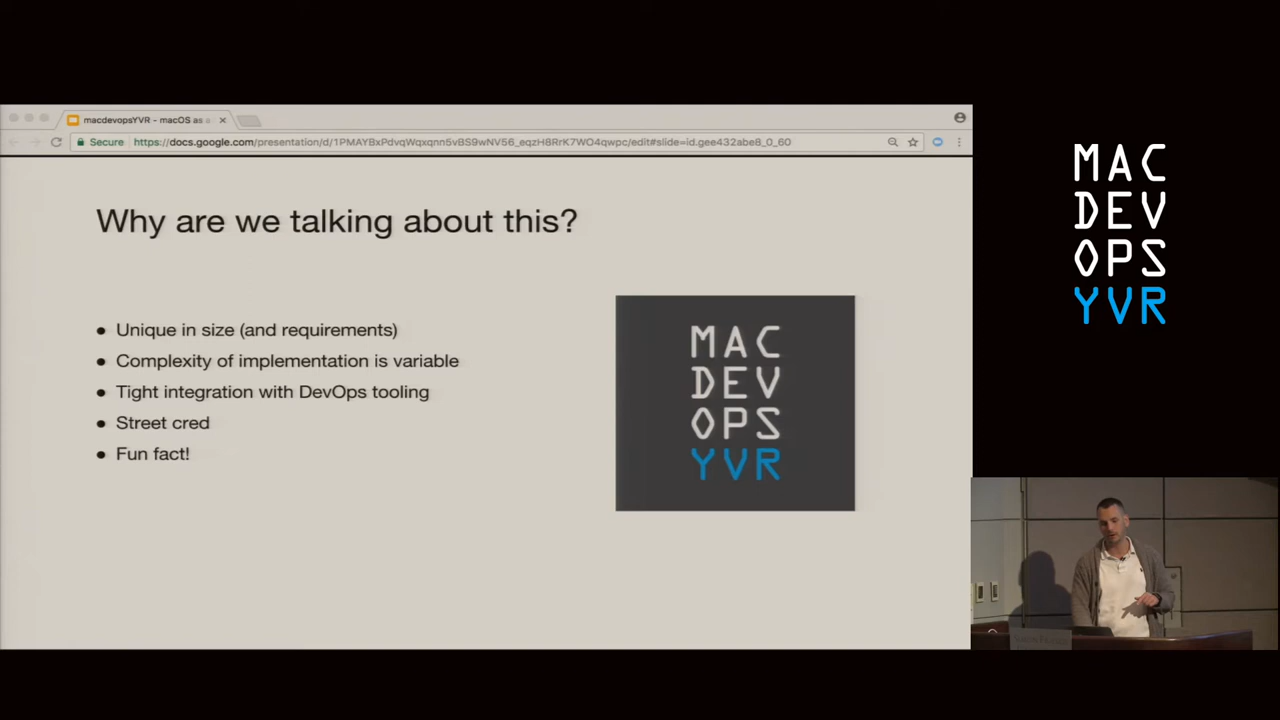 macdevopsYVR - macOS as a
Secure
https://docs.google.com/presentation/d/1PMAYBxPdvqWqxqnn5vBS9wNV56_eqzH8RrK7WO4qwpc/edit#slide=id.gee432abe8_0_60
Why are we talking about this?
● Unique in size (and requirements)
● Complexity of implementation is variable
● Tight integration with DevOps tooling
● Street cred
● Fun fact!
MAC
DEV
OPS
YVR
MAC
DEV
OPS
YVR